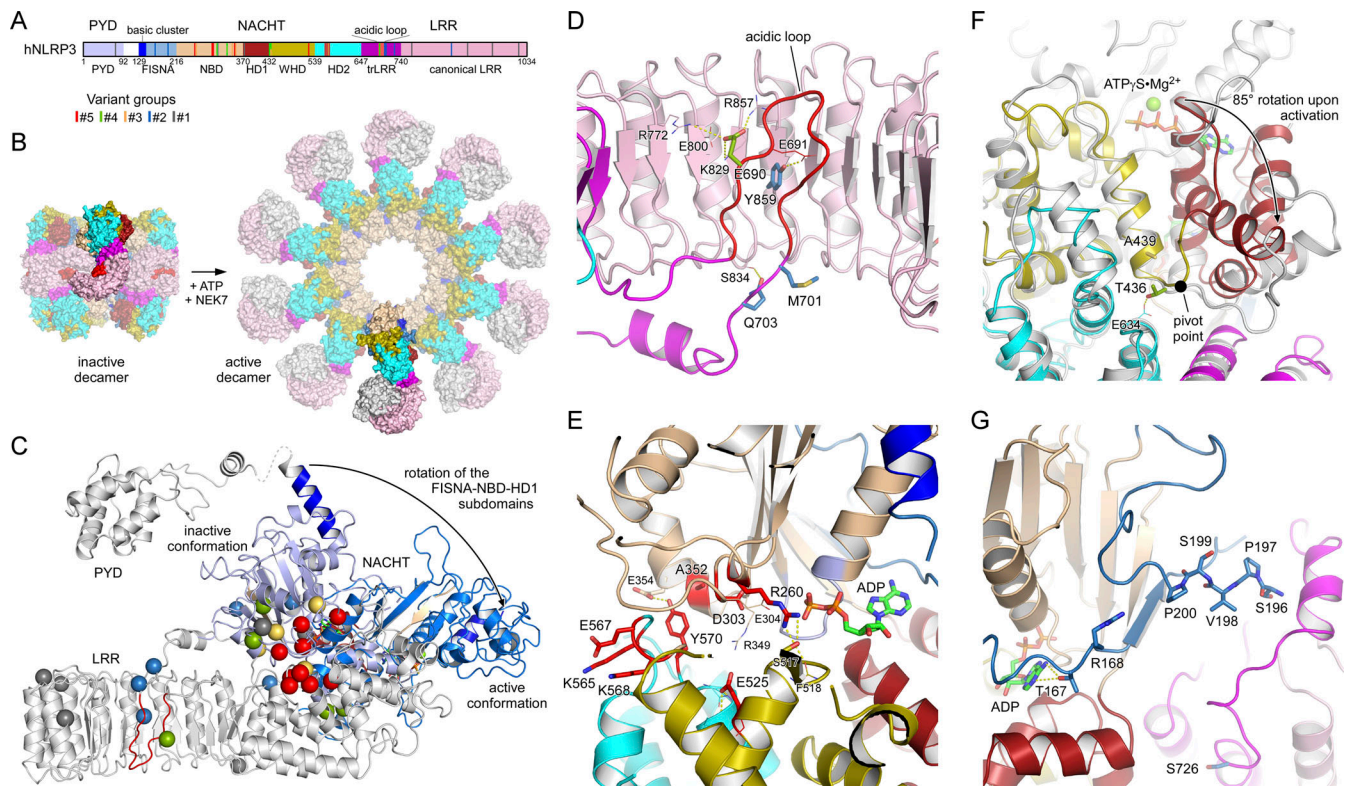 A
PYD
NACHT
LRR
basic cluster
acidic loop
hNLRP3
1
92
129
216
370
432
539
647
740
1034
PYD
FISNA
NBD
HD1
WHD
HD2
trLRR
canonical LRR
Variant groups
#5 #4 #3 #2 #1
B
+ ATP
+ NEK7
inactive
decamer
active
decamer
C
rotation of the
FISNA-NBD-HD1
subdomains
inactive
conformation
PYD
NACHT
LRR
active
conformation
D
acidic loop
R857
R772
E800
E691
K829
E690
Y859
S834
M701
Q703
E
A352
E354
R260
ADP
D303
E304
E567
Y570
R349
S517
K565
K568
E525
F518
F
ATPγS•Mg²⁺
85° rotation upon
activation
A439
T436
E634
pivot
point
G
S199
P197
P200
S196
V198
R168
ADP
T167
S726